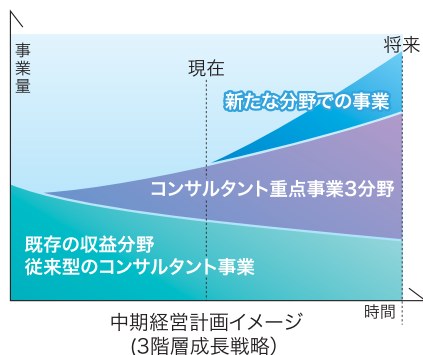 事業量
現在
将来
新たな分野での事業
コンサルタント重点事業3分野
既存の収益分野
従来型のコンサルタント事業
時間
中期経営計画イメージ
(3階層成長戦略)